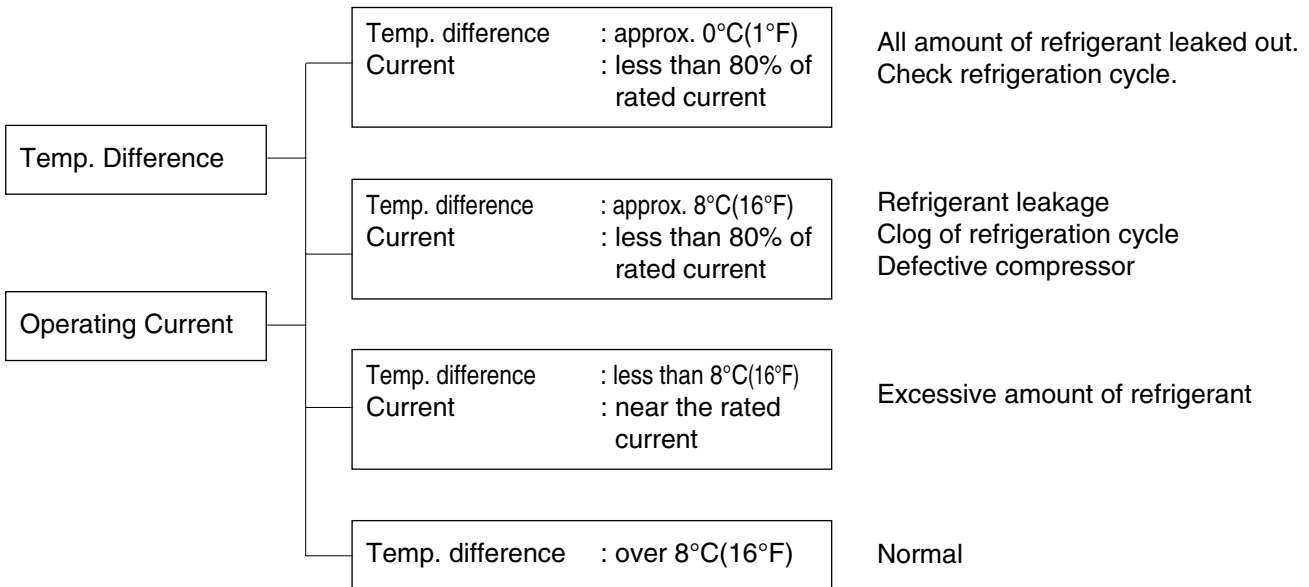 Temp. Difference
Operating Current
Temp. difference : approx. 0°C(1°F)
Current : less than 80% of
rated current
All amount of refrigerant leaked out.
Check refrigeration cycle.
Temp. difference : approx. 8°C(16°F)
Current : less than 80% of
rated current
Refrigerant leakage
Clog of refrigeration cycle
Defective compressor
Temp. difference : less than 8°C(16°F)
Current : near the rated
current
Excessive amount of refrigerant
Temp. difference : over 8°C(16°F)
Normal